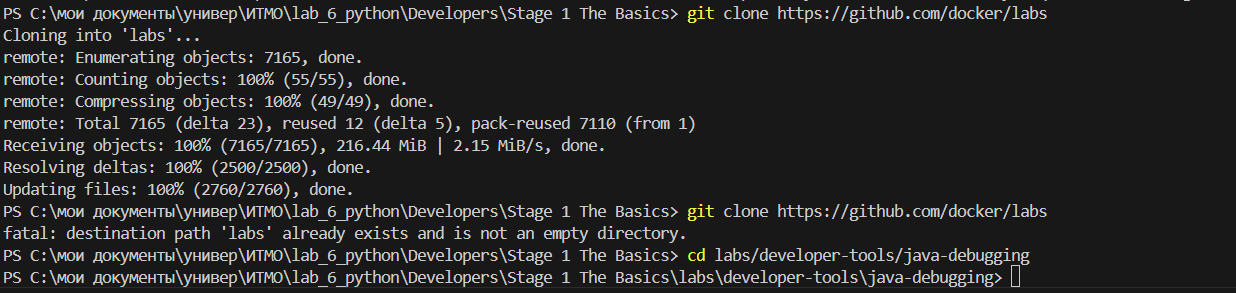 PS C:\мои документы\универ\ИТМО\lab_6_python\Developers\Stage 1 The Basics> git clone https://github.com/docker/labs
Cloning into 'labs'...
remote: Enumerating objects: 7165, done.
remote: Counting objects: 100% (55/55), done.
remote: Compressing objects: 100% (49/49), done.
remote: Total 7165 (delta 23), reused 12 (delta 5), pack-reused 7110 (from 1)
Receiving objects: 100% (7165/7165), 216.44 MiB | 2.15 MiB/s, done.
Resolving deltas: 100% (2500/2500), done.
Updating files: 100% (2760/2760), done.
PS C:\мои документы\универ\ИТМО\lab_6_python\Developers\Stage 1 The Basics> git clone https://github.com/docker/labs
fatal: destination path 'labs' already exists and is not an empty directory.
PS C:\мои документы\универ\ИТМО\lab_6_python\Developers\Stage 1 The Basics> cd labs/developer-tools/java-debugging
PS C:\мои документы\универ\ИТМО\lab_6_python\Developers\Stage 1 The Basics\labs\developer-tools\java-debugging>